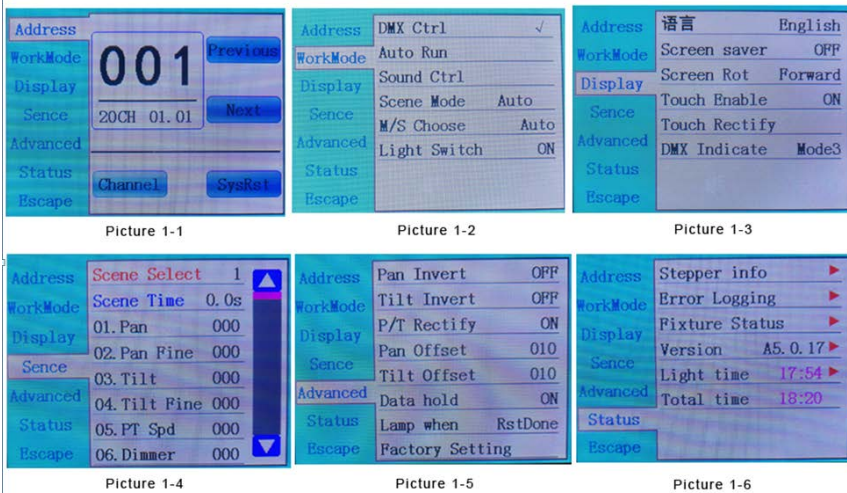 Address
WorkMode
Display
Sence
Advanced
Status
Escape
001
20CH 01.01
Previous
Next
Channel
SysRst
Picture 1-1
Address
WorkMode
Display
Sence
Advanced
Status
Escape
DMX Ctrl √
Auto Run
Sound Ctrl
Scene Mode Auto
M/S Choose Auto
Light Switch ON
Picture 1-2
Address
WorkMode
Display
Sence
Advanced
Status
Escape
语言 English
Screen saver OFF
Screen Rot Forward
Touch Enable ON
Touch Rectify
DMX Indicate Mode3
Picture 1-3
Address
WorkMode
Display
Sence
Advanced
Status
Escape
Scene Select 1
Scene Time 0.0s
01.Pan 000
02.Pan Fine 000
03.Tilt 000
04.Tilt Fine 000
05.PT Spd 000
06.Dimmer 000
Picture 1-4
Address
WorkMode
Display
Sence
Advanced
Status
Escape
Pan Invert OFF
Tilt Invert OFF
P/T Rectify ON
Pan Offset 010
Tilt Offset 010
Data hold ON
Lamp when RstDone
Factory Setting
Picture 1-5
Address
WorkMode
Display
Sence
Advanced
Status
Escape
Stepper info
Error Logging
Fixture Status
Version A5.0.17
Light time 17:54
Total time 18:20
Picture 1-6